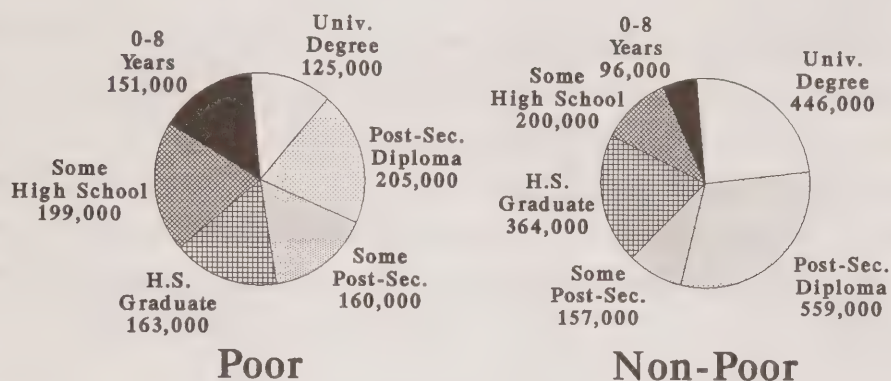 0-8
Years
151,000
Univ.
Degree
125,000
Post-Sec.
Diploma
205,000
Some
Post-Sec.
160,000
H.S.
Graduate
163,000
Some
High School
199,000
Poor
0-8
Years
96,000
Univ.
Degree
446,000
Post-Sec.
Diploma
559,000
Some
Post-Sec.
157,000
H.S.
Graduate
364,000
Some
High School
200,000
Non-Poor